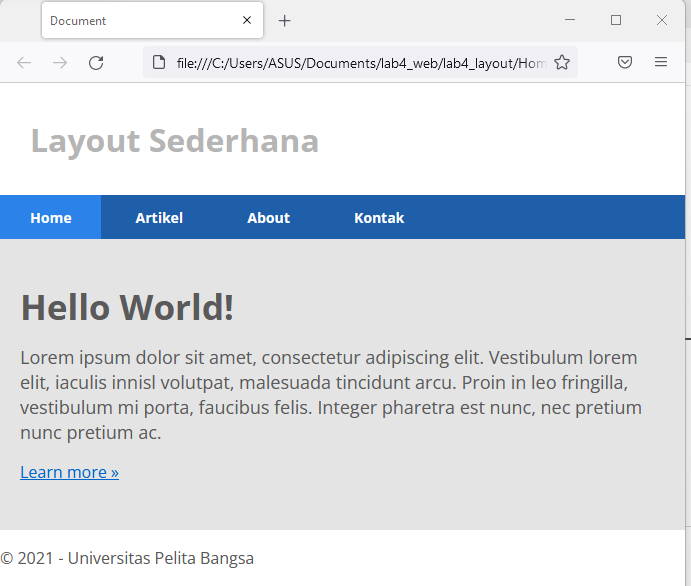 Document
file:///C:/Users/ASUS/Documents/lab4_web/lab4_layout/Hom
Layout Sederhana
Home Artikel About Kontak
Hello World!
Lorem ipsum dolor sit amet, consectetur adipiscing elit. Vestibulum lorem
elit, iaculis innisl volutpat, malesuada tincidunt arcu. Proin in leo fringilla,
vestibulum mi porta, faucibus felis. Integer pharetra est nunc, nec pretium
nunc pretium ac.
Learn more »
© 2021 - Universitas Pelita Bangsa